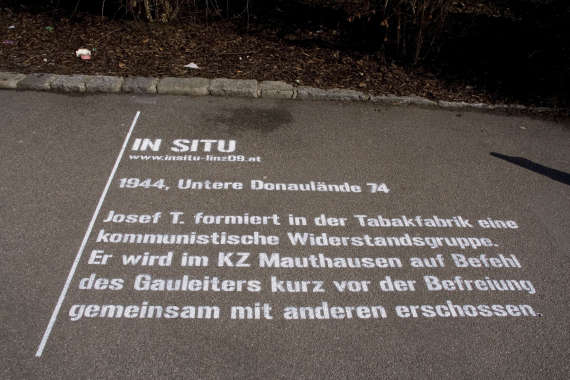 IN SITU
www.insitu-linz09.at
1944, Untere Donaulände 74
Josef T. formiert in der Tabakfabrik eine
kommunistische Widerstandsgruppe.
Er wird im KZ Mauthausen auf Befehl
des Gauleiters kurz vor der Befreiung
gemeinsam mit anderen erschossen.